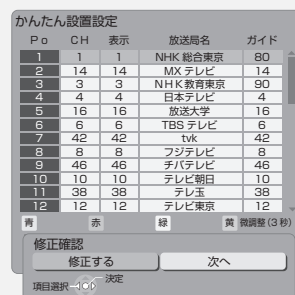 かんたん設置設定
Po CH 表示 放送局名 ガイド
1 1 1 NHK 総合東京 80
2 14 14 MX テレビ 14
3 3 3 NHK教育東京 90
4 4 4 日本テレビ 4
5 16 16 放送大学 16
6 6 6 TBS テレビ 6
7 42 42 tvk 42
8 8 8 フジテレビ 8
9 46 46 チバテレビ 46
10 10 10 テレビ朝日 10
11 38 38 テレ玉 38
12 12 12 テレビ東京 12
青 赤 緑 黄 微調整(3秒)
修正確認
修正する 次へ
項目選択 決定